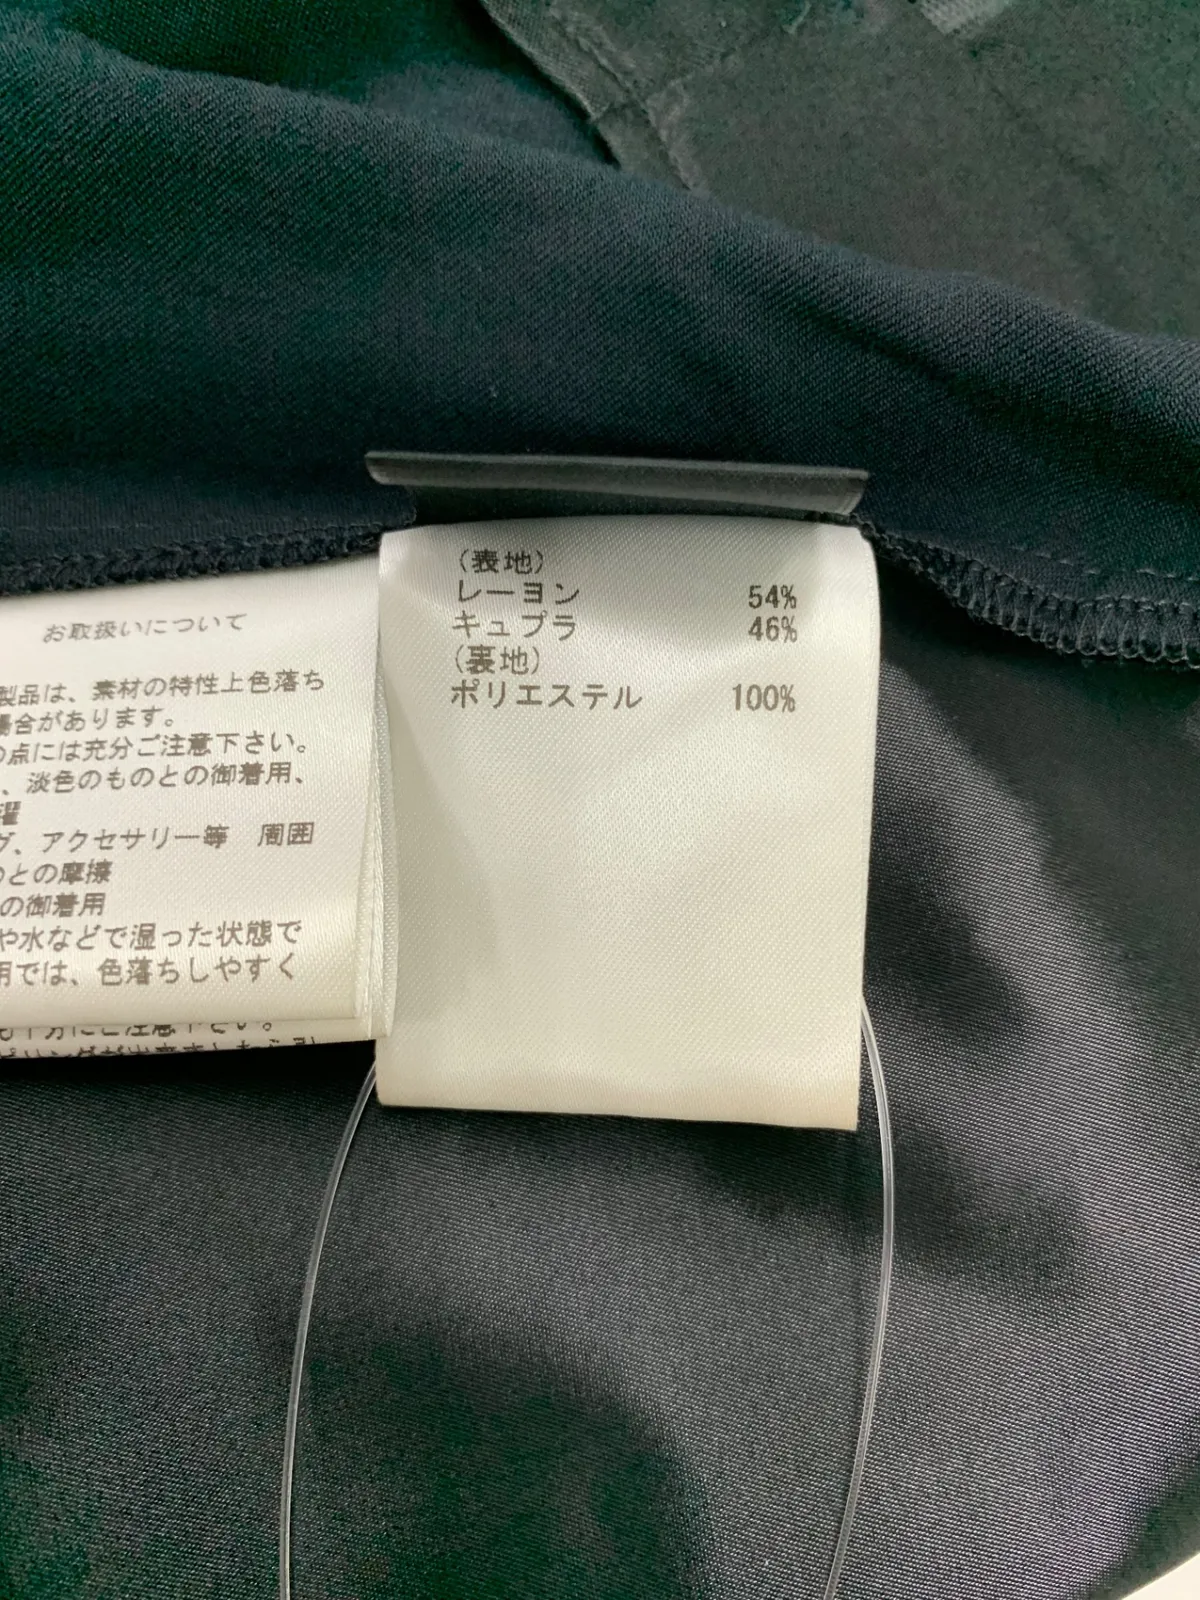 (表地)
レーヨン 54%
キュプラ 46%
(裏地)
ポリエステル 100%
お取扱いについて
製品は、素材の特性上色落ち
場合があります。
の点には充分ご注意下さい。
、淡色のものとの御着用、
濯
グ、アクセサリー等 周囲
のとの摩擦
の御着用
や水などで湿った状態で
用では、色落ちしやすく